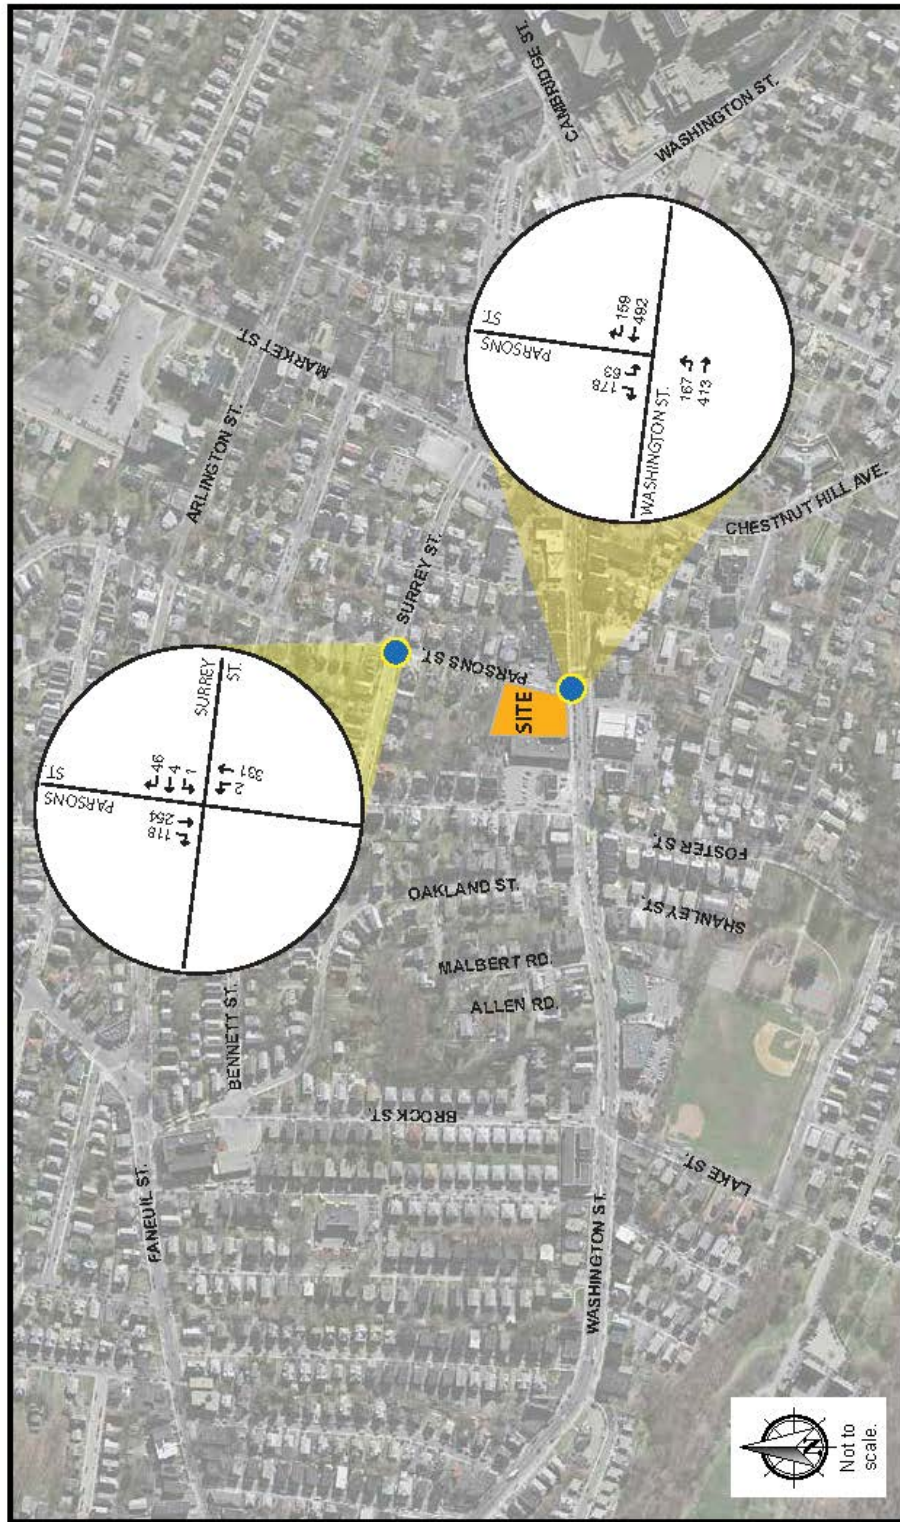 CAMBRIDGE ST.
WASHINGTON ST.
MARKET ST.
ARLINGTON ST.
PARSONS
ST.
159
492
178
63
WASHINGTON ST.
167
413
CHESTNUT HILL AVE.
SURREY ST.
PARSONS ST.
SITE
SURREY
ST.
PARSONS
ST.
46
4
1
118
254
2
331
FOSTER ST.
SHANLEY ST.
OAKLAND ST.
MALBERT RD.
ALLEN RD.
BENNETT ST.
BROCK ST.
LAKE ST.
FANEUIL ST.
WASHINGTON ST.
N
Not to
scale.